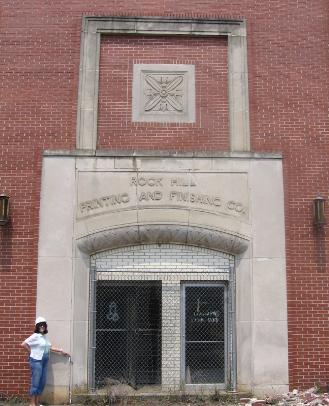 ROCK HILL
PRINTING AND FINISHING CO.